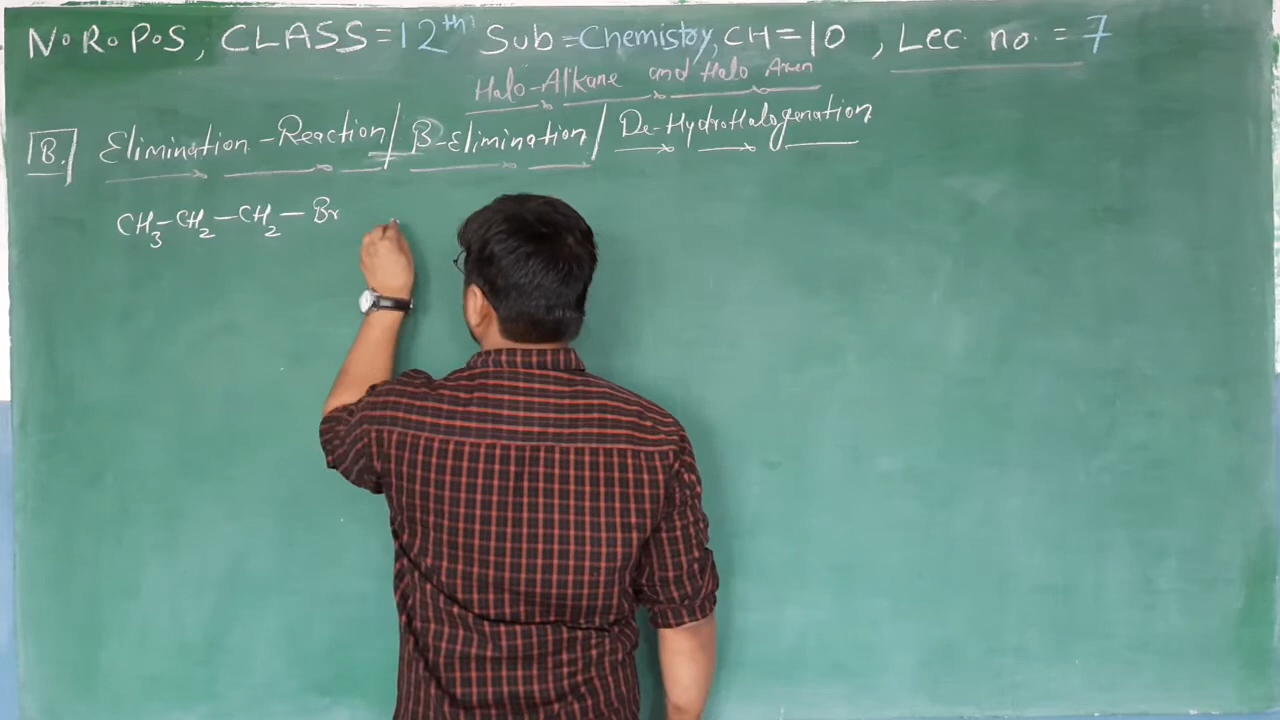 N.R.P.S, CLASS=12th Sub=Chemistry, CH=10, Lec no.=7
Halo-Alkane and Halo Aren
B. Elimination-Reaction/B-Elimination/De-HydroHalogenation
CH3-CH2-CH2-Br